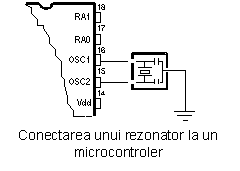 18
RA1
17
RA0
16
OSC1
15
OSC2
14
Vdd
Conectarea unui rezonator la un
microcontroler